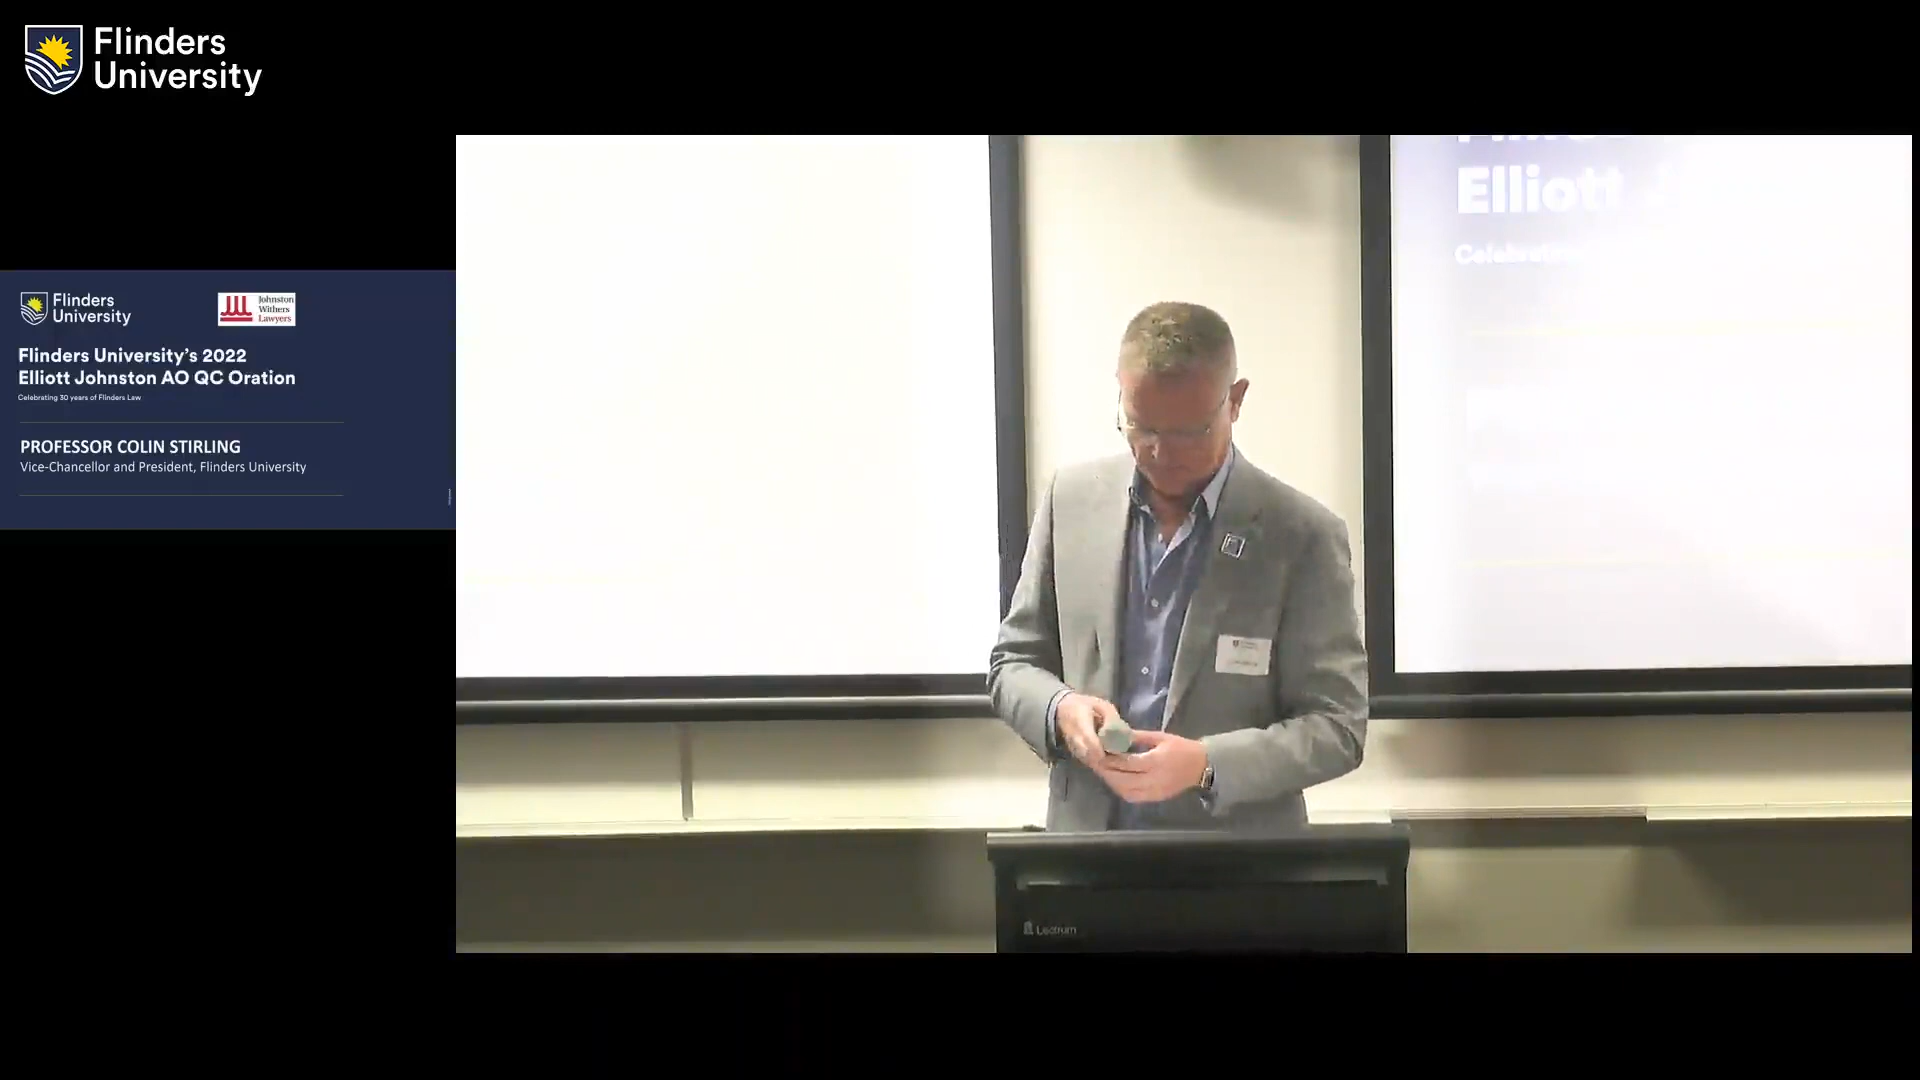 Flinders
University
Flinders
University
Johnston
Withers
Lawyers
Flinders University's 2022
Elliott Johnston AO QC Oration
Celebrating 30 years of Flinders Law
PROFESSOR COLIN STIRLING
Vice-Chancellor and President, Flinders University
Elliott J
Celebrating
Lectrum